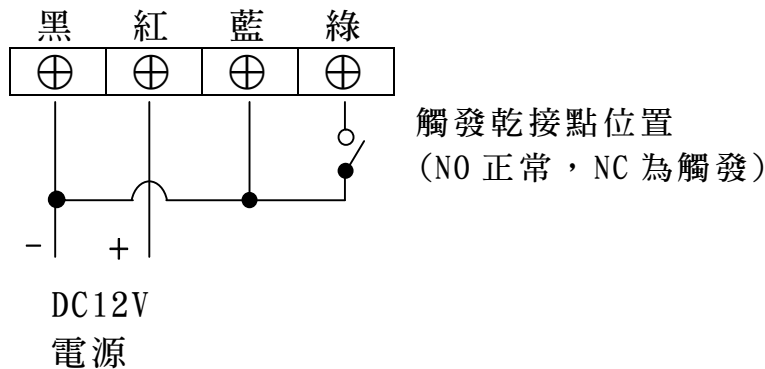 黑 紅 藍 綠
觸發乾接點位置
(NO 正常，NC 為觸發)
- +
DC12V
電源